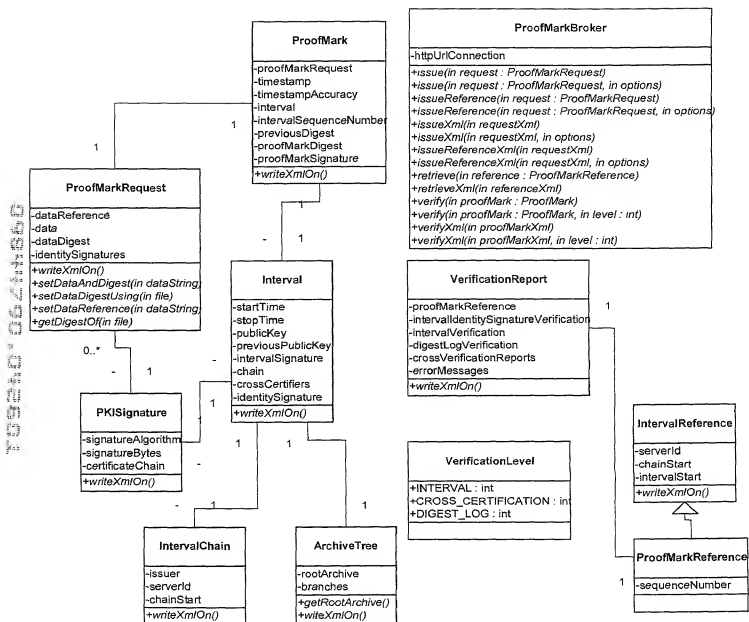 ProofMark
-proofMarkRequest
-timestamp
-timestampAccuracy
-interval
-intervalSequenceNumber
-previousDigest
-proofMarkDigest
-proofMarkSignature
+writeXmlOn()
ProofMarkBroker
-httpUrlConnection
+issue(in request : ProofMarkRequest)
+issue(in request : ProofMarkRequest, in options)
+issueReference(in request : ProofMarkRequest)
+issueReference(in request : ProofMarkRequest, in options)
+issueXml(in requestXml)
+issueXml(in requestXml, in options)
+issueReferenceXml(in requestXml)
+issueReferenceXml(in requestXml, in options)
+retrieve(in reference : ProofMarkReference)
+retrieveXml(in referenceXml)
+verify(in proofMark : ProofMark)
+verify(in proofMark : ProofMark, in level : int)
+verifyXml(in proofMarkXml)
+verifyXml(in proofMarkXml, in level : int)
1
1
ProofMarkRequest
-dataReference
-data
-dataDigest
-identitySignatures
+writeXmlOn()
+setDataAndDigest(in dataString)
+setDataDigestUsing(in file)
+setDataReference(in dataString)
+getDigestOf(in file)
1
-
1
Interval
-startTime
-stopTime
-publicKey
-previousPublicKey
-intervalSignature
-chain
-crossCertifiers
-identitySignature
+writeXmlOn()
VerificationReport
-proofMarkReference
-intervalIdentitySignatureVerification
-intervalVerification
-digestLogVerification
-crossVerificationReports
-errorMessages
+writeXmlOn()
1
0..*
-
1
-
1
-
PKISignature
-signatureAlgorithm
-signatureBytes
-certificateChain
+writeXmlOn()
1
1
VerificationLevel
+INTERVAL : int
+CROSS_CERTIFICATION : int
+DIGEST_LOG : int
IntervalReference
-serverId
-chainStart
-intervalStart
+writeXmlOn()
-
1
1
IntervalChain
-issuer
-serverId
-chainStart
+writeXmlOn()
ArchiveTree
-rootArchive
-branches
+getRootArchive()
+witeXmlOn()
1
ProofMarkReference
-sequenceNumber